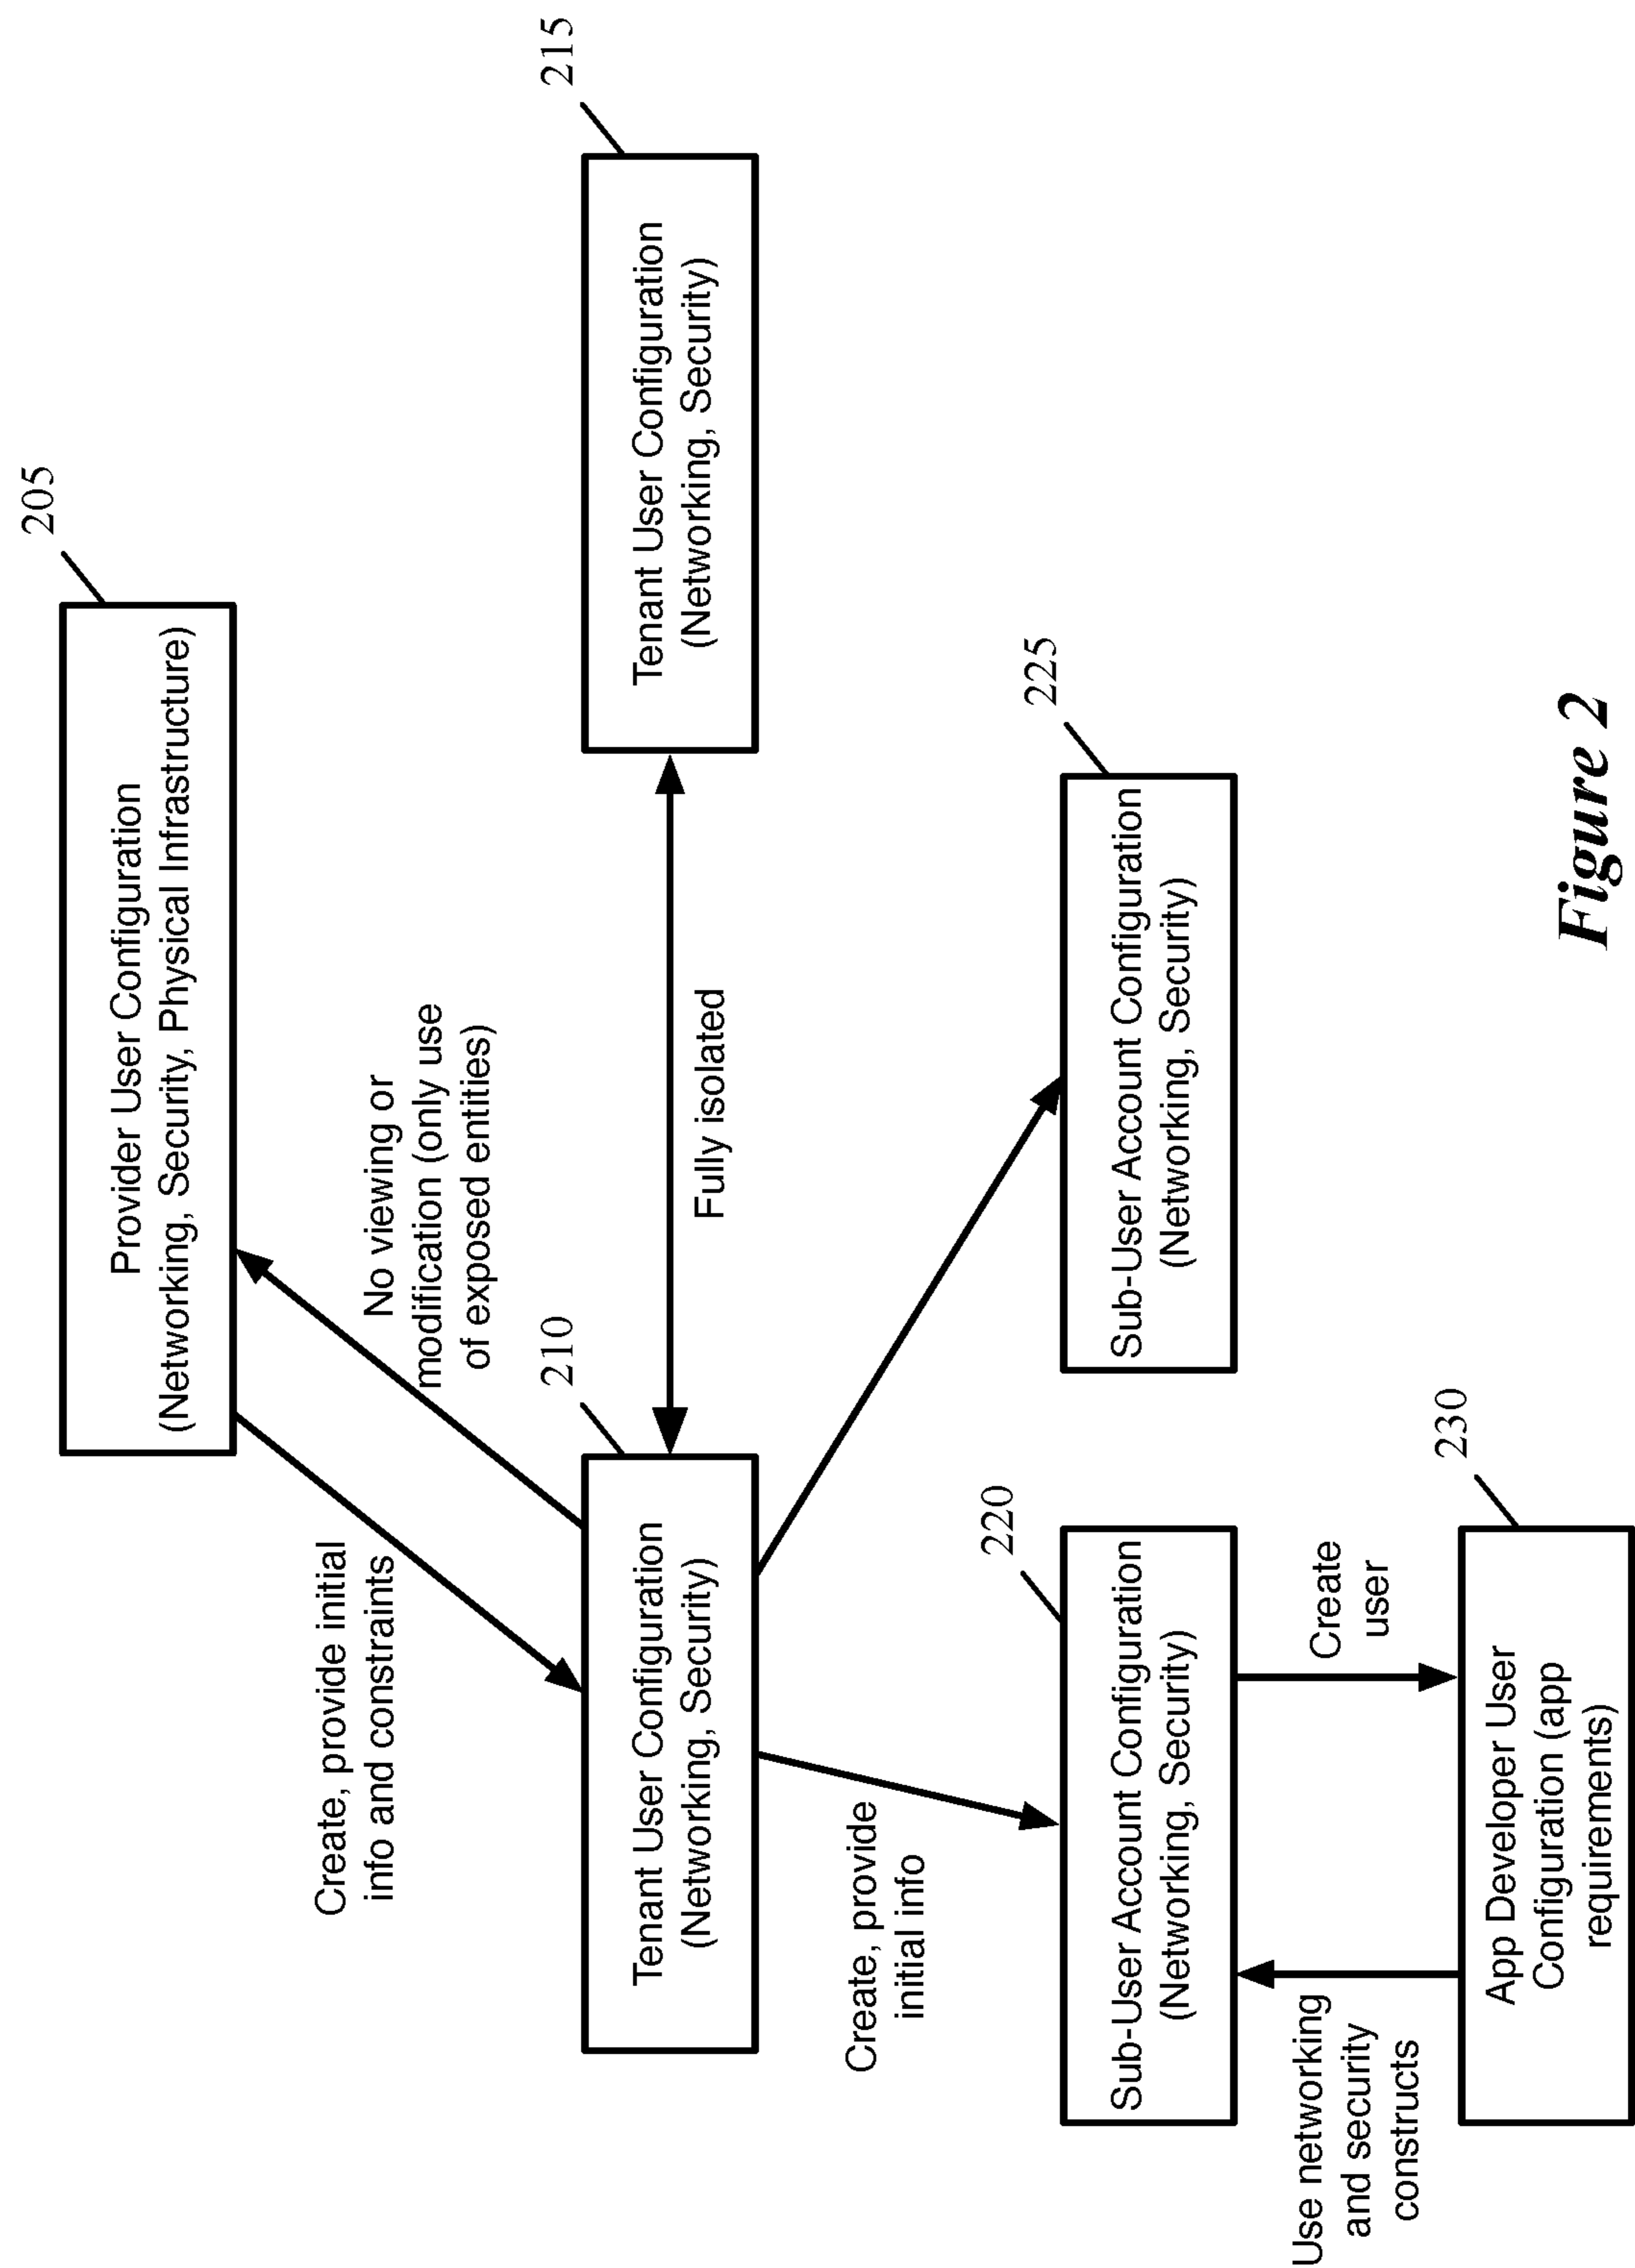 205
Provider User Configuration
(Networking, Security, Physical Infrastructure)
Create, provide initial
info and constraints
No viewing or
modification (only use
of exposed entities)
210
Tenant User Configuration
(Networking, Security)
Fully isolated
215
Tenant User Configuration
(Networking, Security)
Create, provide
initial info
220
Sub-User Account Configuration
(Networking, Security)
225
Sub-User Account Configuration
(Networking, Security)
Use networking
and security
constructs
Create
user
230
App Developer User
Configuration (app
requirements)
Figure 2